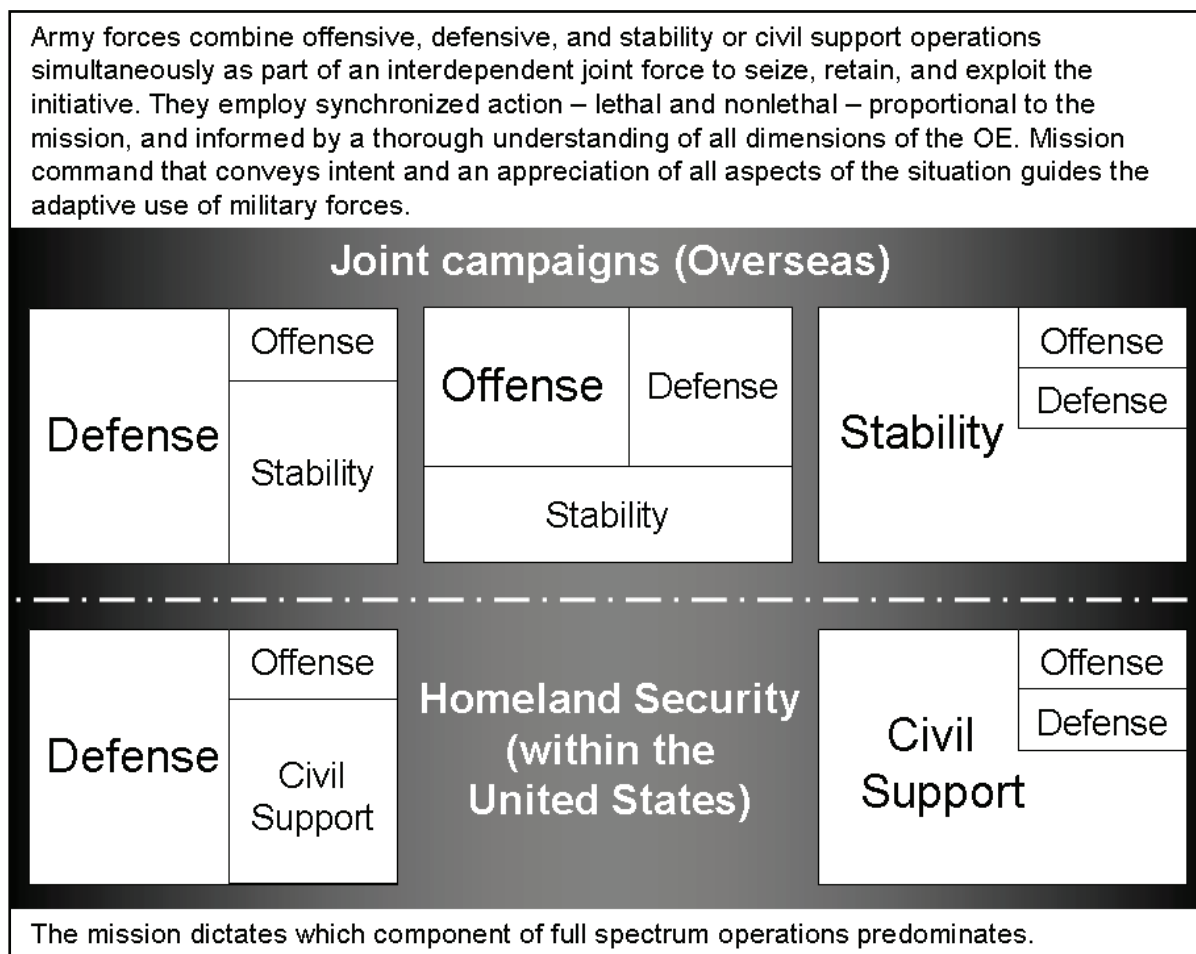 Army forces combine offensive, defensive, and stability or civil support operations
simultaneously as part of an interdependent joint force to seize, retain, and exploit the
initiative. They employ synchronized action – lethal and nonlethal – proportional to the
mission, and informed by a thorough understanding of all dimensions of the OE. Mission
command that conveys intent and an appreciation of all aspects of the situation guides the
adaptive use of military forces.
Joint campaigns (Overseas)
Defense
Offense
Stability
Offense
Defense
Stability
Stability
Offense
Defense
Defense
Offense
Civil
Support
Homeland Security
(within the
United States)
Civil
Support
Offense
Defense
The mission dictates which component of full spectrum operations predominates.